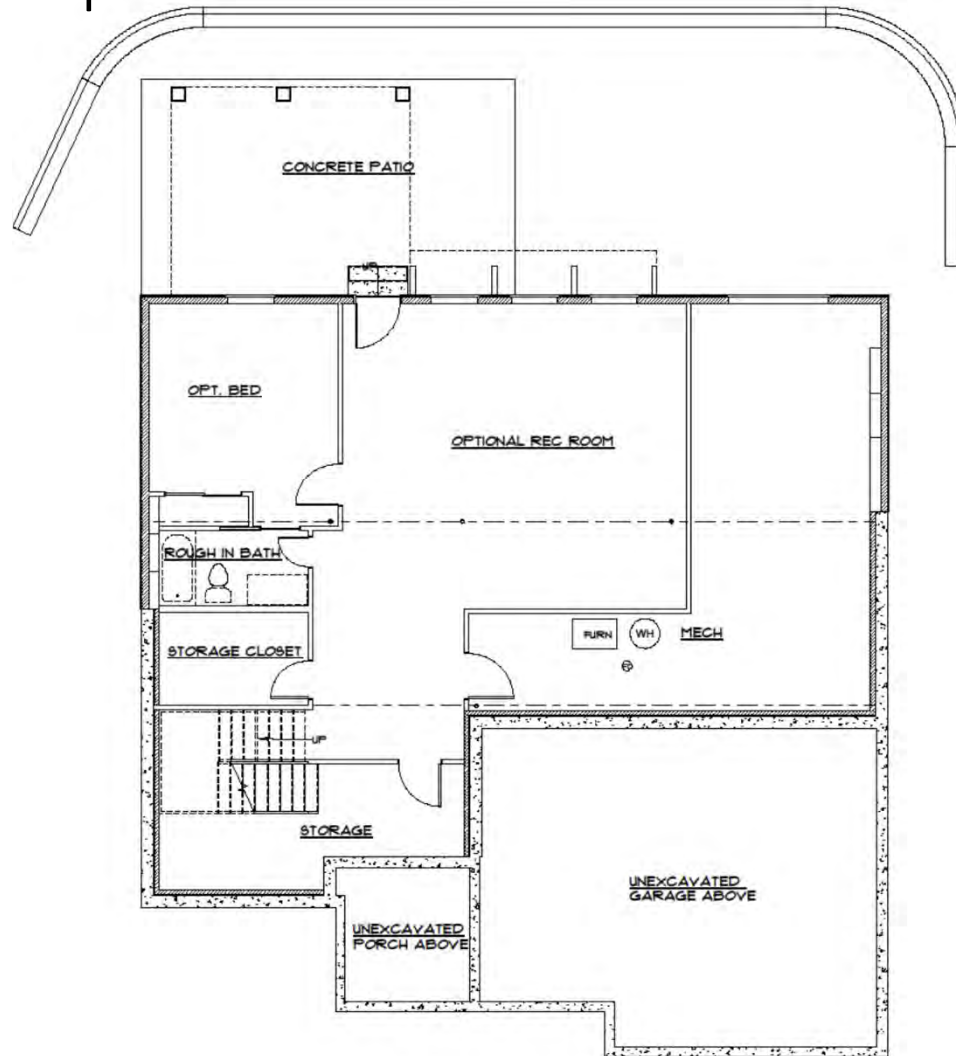 CONCRETE PATIO
UP
OPT. BED
OPTIONAL REC ROOM
ROUGH IN BATH
FURN
WH
MECH
STORAGE CLOSET
UP
STORAGE
UNEXCAVATED
GARAGE ABOVE
UNEXCAVATED
PORCH ABOVE